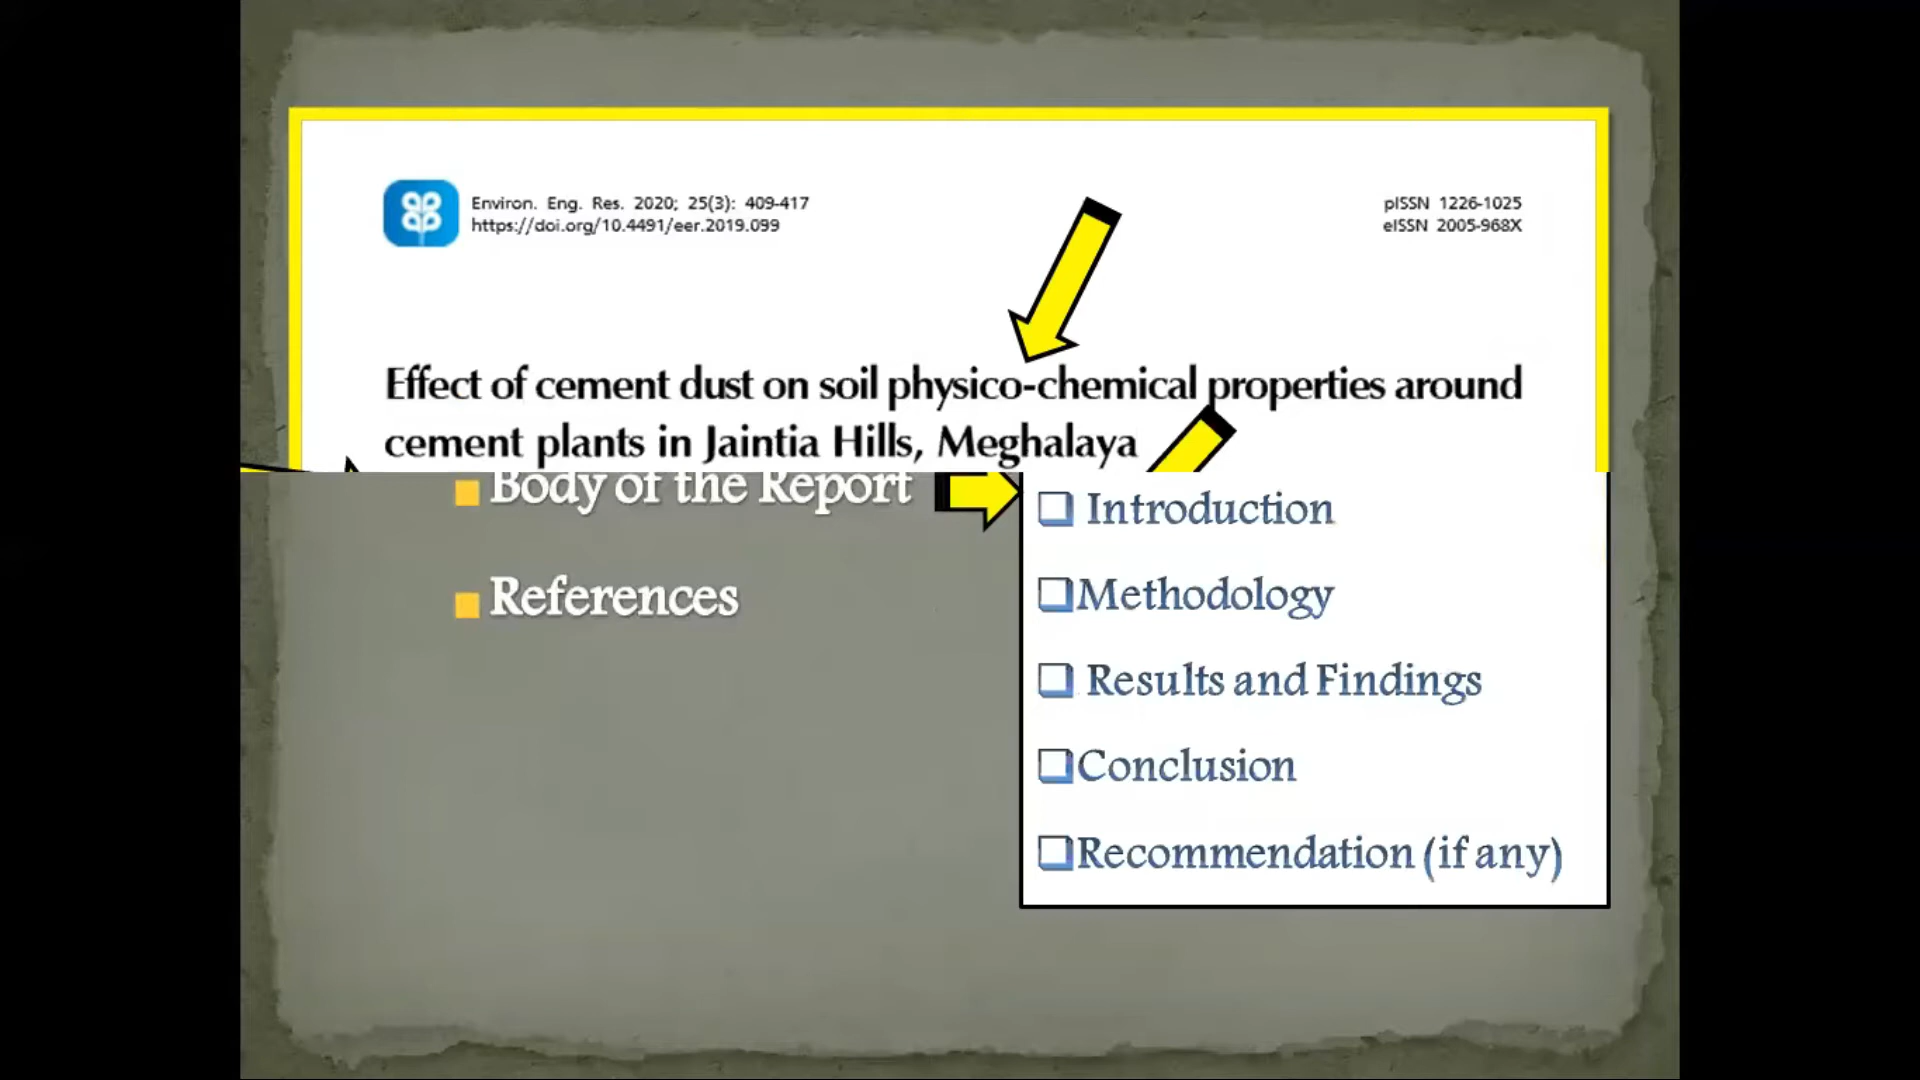 Environ. Eng. Res. 2020; 25(3): 409-417
https://doi.org/10.4491/eer.2019.099
pISSN 1226-1025
eISSN 2005-968X
Effect of cement dust on soil physico-chemical properties around
cement plants in Jaintia Hills, Meghalaya
Body of the Report
References
Introduction
Methodology
Results and Findings
Conclusion
Recommendation (if any)